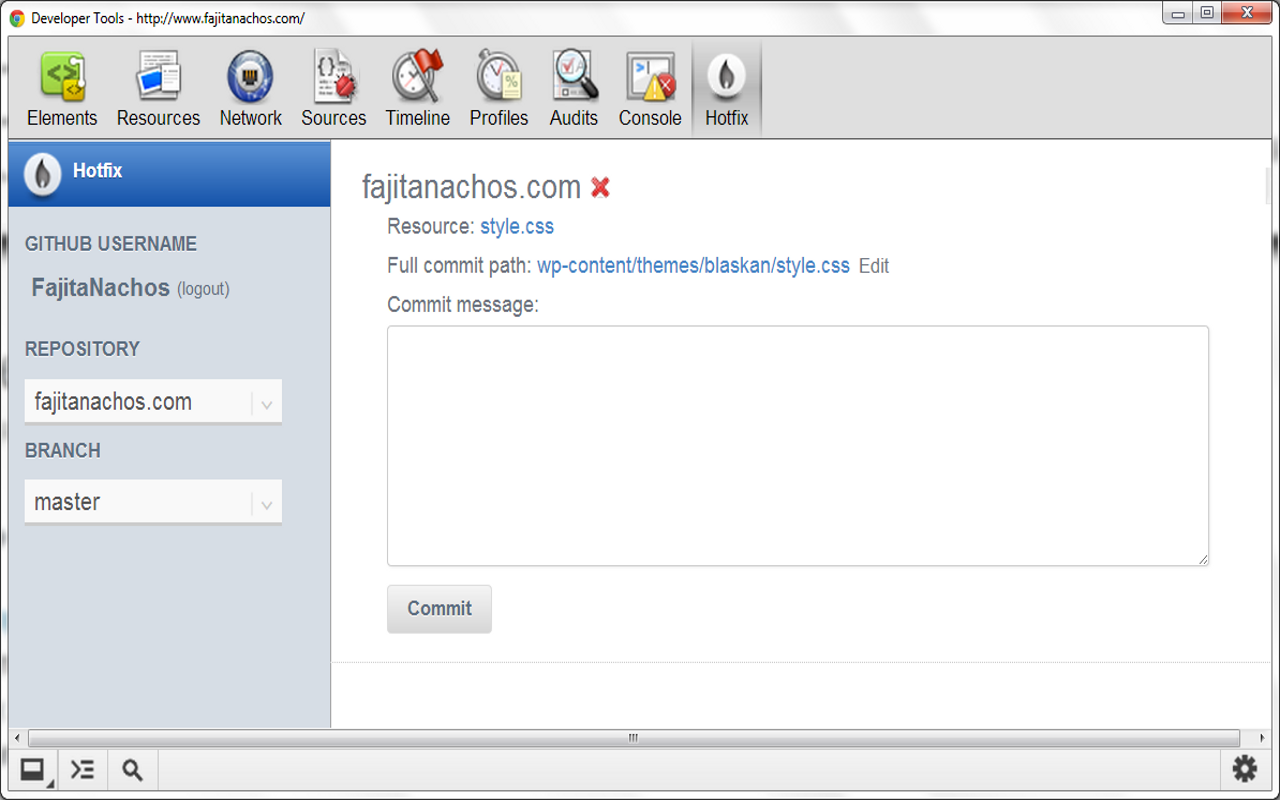 Developer Tools - http://www.fajitanachos.com/
Elements Resources Network Sources Timeline Profiles Audits Console Hotfix
Hotfix
GITHUB USERNAME
FajitaNachos (logout)
REPOSITORY
fajitanachos.com
BRANCH
master
fajitanachos.com
Resource: style.css
Full commit path: wp-content/themes/blaskan/style.css Edit
Commit message:
Commit